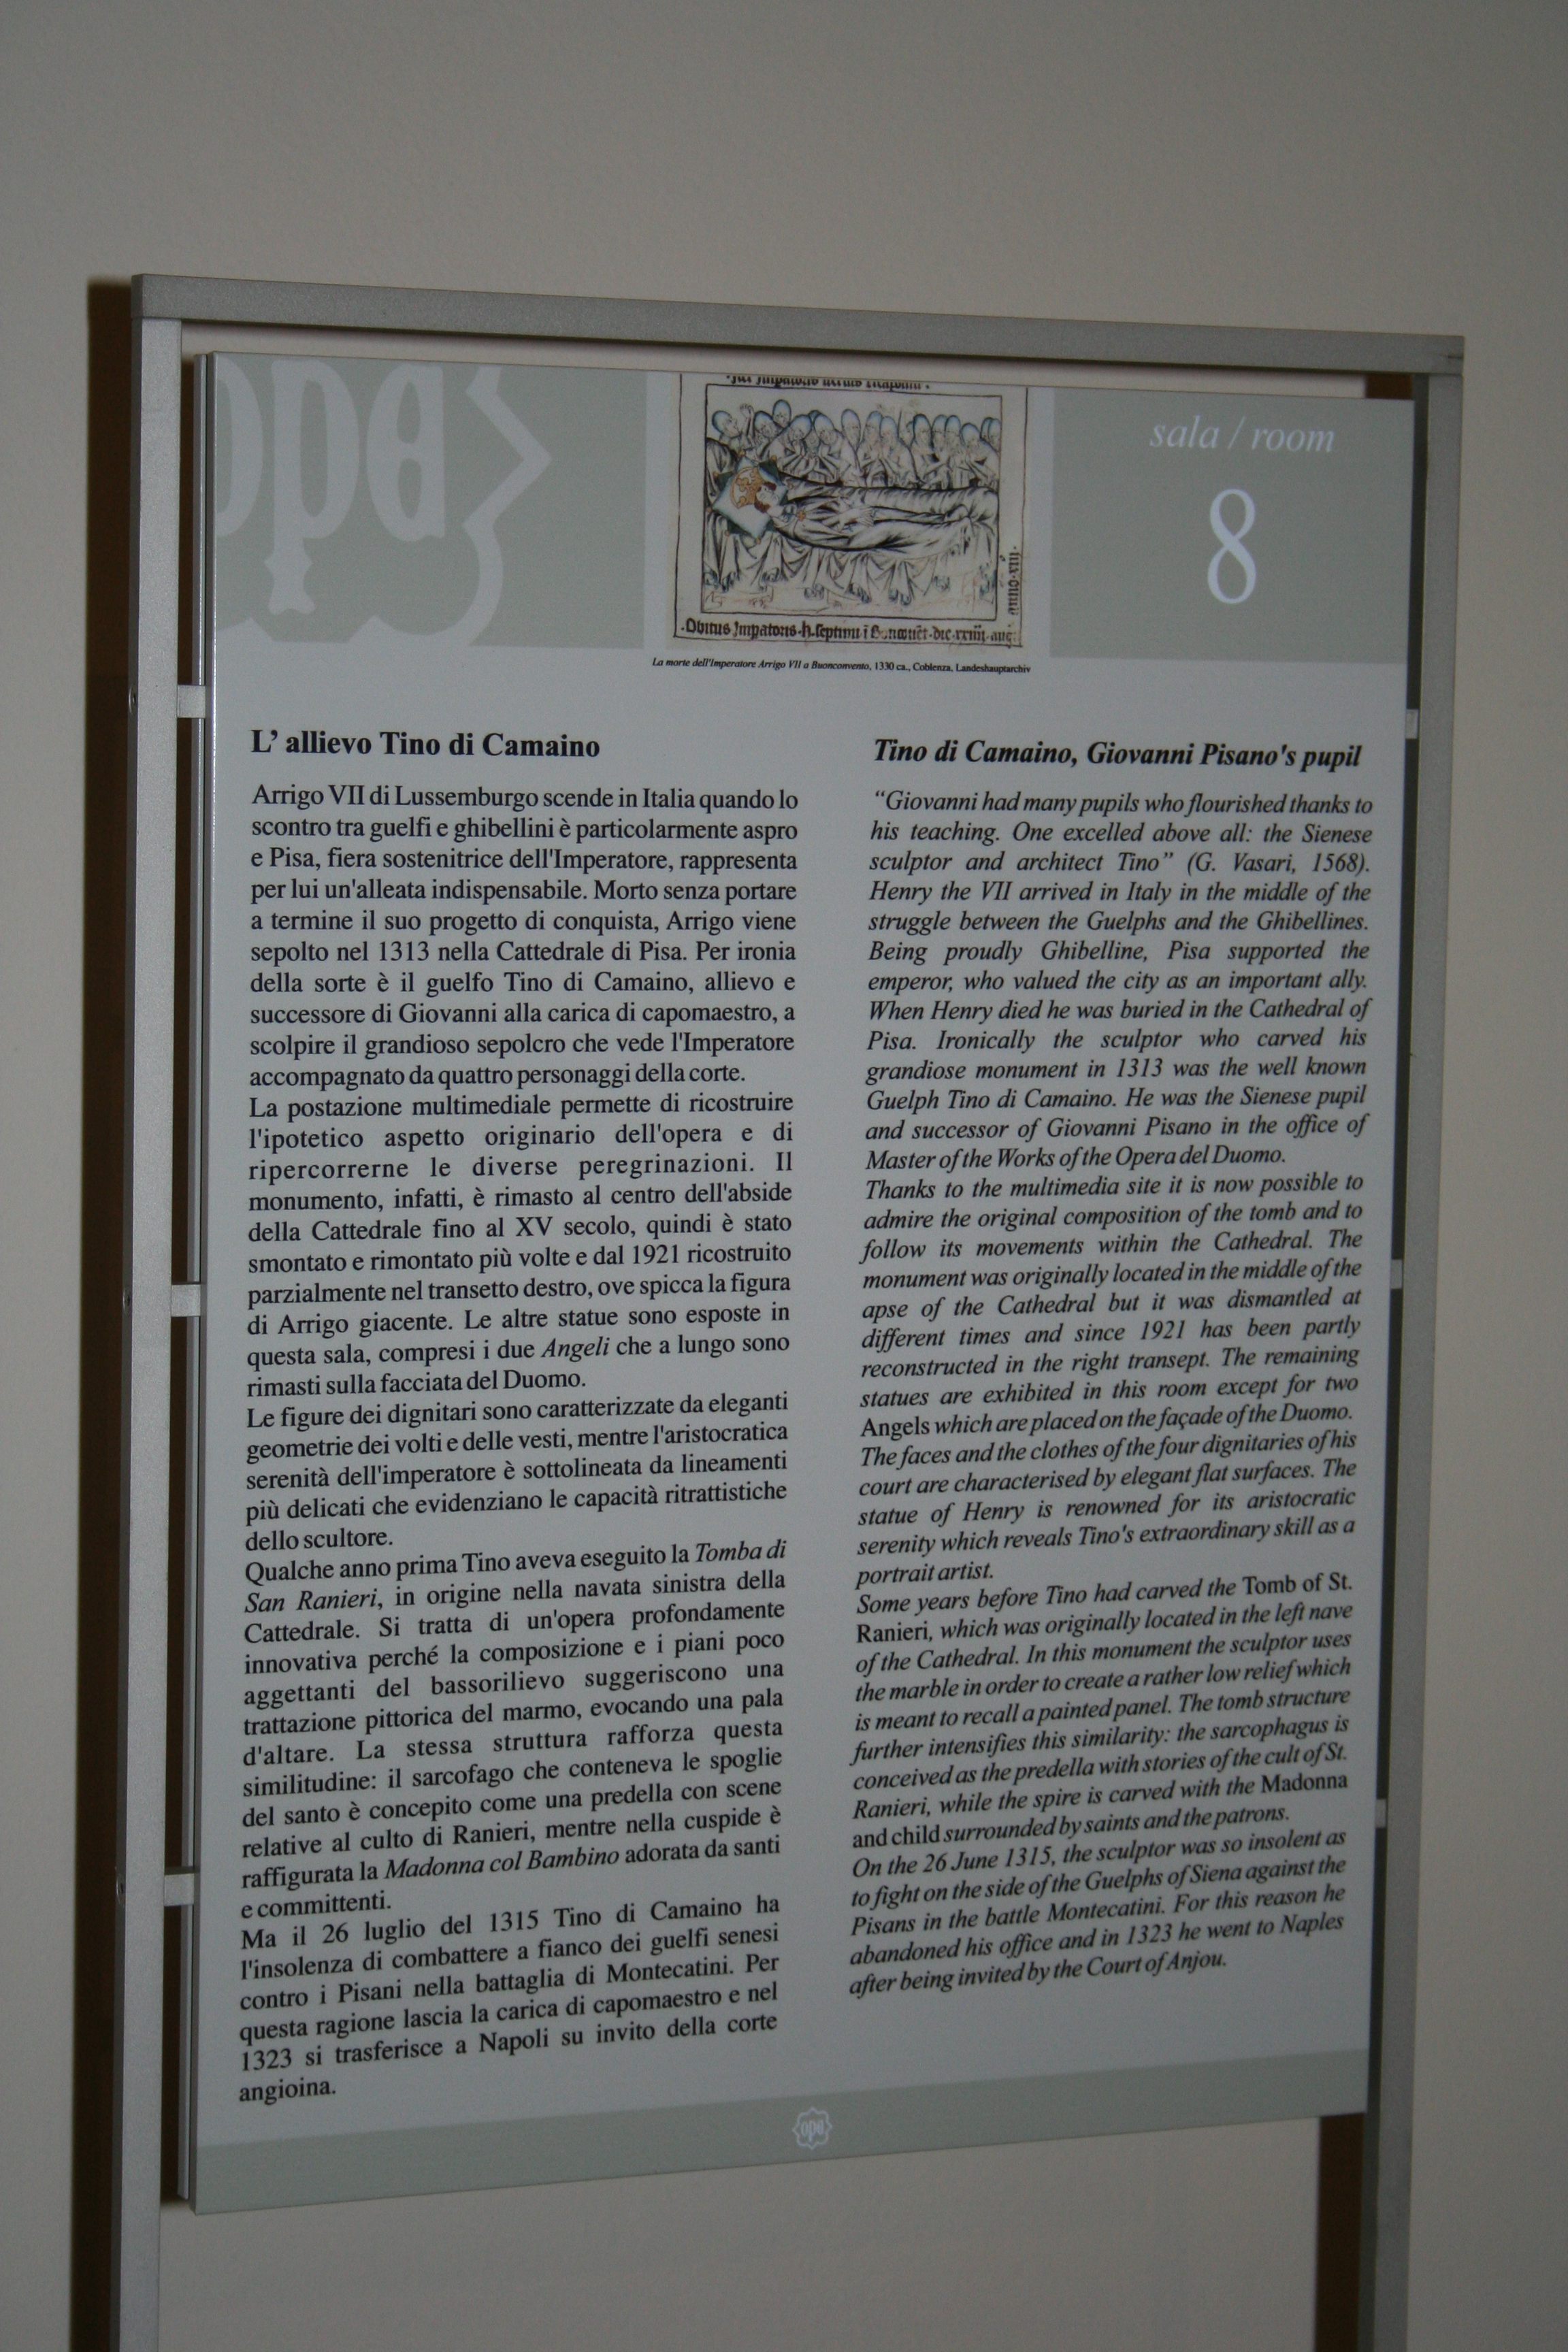 opa
sala / room
8
anno · xiij ·
· Obitus Impatoris · h · septimi i Bonconuet · die · xxiiij · aug ·
La morte dell'Imperatore Arrigo VII a Buonconvento, 1330 ca., Coblenza, Landeshauptarchiv
L' allievo Tino di Camaino
Arrigo VII di Lussemburgo scende in Italia quando lo
scontro tra guelfi e ghibellini è particolarmente aspro
e Pisa, fiera sostenitrice dell'Imperatore, rappresenta
per lui un'alleata indispensabile. Morto senza portare
a termine il suo progetto di conquista, Arrigo viene
sepolto nel 1313 nella Cattedrale di Pisa. Per ironia
della sorte è il guelfo Tino di Camaino, allievo e
successore di Giovanni alla carica di capomaestro, a
scolpire il grandioso sepolcro che vede l'Imperatore
accompagnato da quattro personaggi della corte.
La postazione multimediale permette di ricostruire
l'ipotetico aspetto originario dell'opera e di
ripercorrerne le diverse peregrinazioni. Il
monumento, infatti, è rimasto al centro dell'abside
della Cattedrale fino al XV secolo, quindi è stato
smontato e rimontato più volte e dal 1921 ricostruito
parzialmente nel transetto destro, ove spicca la figura
di Arrigo giacente. Le altre statue sono esposte in
questa sala, compresi i due Angeli che a lungo sono
rimasti sulla facciata del Duomo.
Le figure dei dignitari sono caratterizzate da eleganti
geometrie dei volti e delle vesti, mentre l'aristocratica
serenità dell'imperatore è sottolineata da lineamenti
più delicati che evidenziano le capacità ritrattistiche
dello scultore.
Qualche anno prima Tino aveva eseguito la Tomba di
San Ranieri, in origine nella navata sinistra della
Cattedrale. Si tratta di un'opera profondamente
innovativa perché la composizione e i piani poco
aggettanti del bassorilievo suggeriscono una
trattazione pittorica del marmo, evocando una pala
d'altare. La stessa struttura rafforza questa
similitudine: il sarcofago che conteneva le spoglie
del santo è concepito come una predella con scene
relative al culto di Ranieri, mentre nella cuspide è
raffigurata la Madonna col Bambino adorata da santi
e committenti.
Ma il 26 luglio del 1315 Tino di Camaino ha
l'insolenza di combattere a fianco dei guelfi senesi
contro i Pisani nella battaglia di Montecatini. Per
questa ragione lascia la carica di capomaestro e nel
1323 si trasferisce a Napoli su invito della corte
angioina.
Tino di Camaino, Giovanni Pisano's pupil
“Giovanni had many pupils who flourished thanks to
his teaching. One excelled above all: the Sienese
sculptor and architect Tino” (G. Vasari, 1568).
Henry the VII arrived in Italy in the middle of the
struggle between the Guelphs and the Ghibellines.
Being proudly Ghibelline, Pisa supported the
emperor, who valued the city as an important ally.
When Henry died he was buried in the Cathedral of
Pisa. Ironically the sculptor who carved his
grandiose monument in 1313 was the well known
Guelph Tino di Camaino. He was the Sienese pupil
and successor of Giovanni Pisano in the office of
Master of the Works of the Opera del Duomo.
Thanks to the multimedia site it is now possible to
admire the original composition of the tomb and to
follow its movements within the Cathedral. The
monument was originally located in the middle of the
apse of the Cathedral but it was dismantled at
different times and since 1921 has been partly
reconstructed in the right transept. The remaining
statues are exhibited in this room except for two
Angels which are placed on the façade of the Duomo.
The faces and the clothes of the four dignitaries of his
court are characterised by elegant flat surfaces. The
statue of Henry is renowned for its aristocratic
serenity which reveals Tino's extraordinary skill as a
portrait artist.
Some years before Tino had carved the Tomb of St.
Ranieri, which was originally located in the left nave
of the Cathedral. In this monument the sculptor uses
the marble in order to create a rather low relief which
is meant to recall a painted panel. The tomb structure
further intensifies this similarity: the sarcophagus is
conceived as the predella with stories of the cult of St.
Ranieri, while the spire is carved with the Madonna
and child surrounded by saints and the patrons.
On the 26 June 1315, the sculptor was so insolent as
to fight on the side of the Guelphs of Siena against the
Pisans in the battle Montecatini. For this reason he
abandoned his office and in 1323 he went to Naples
after being invited by the Court of Anjou.
opa